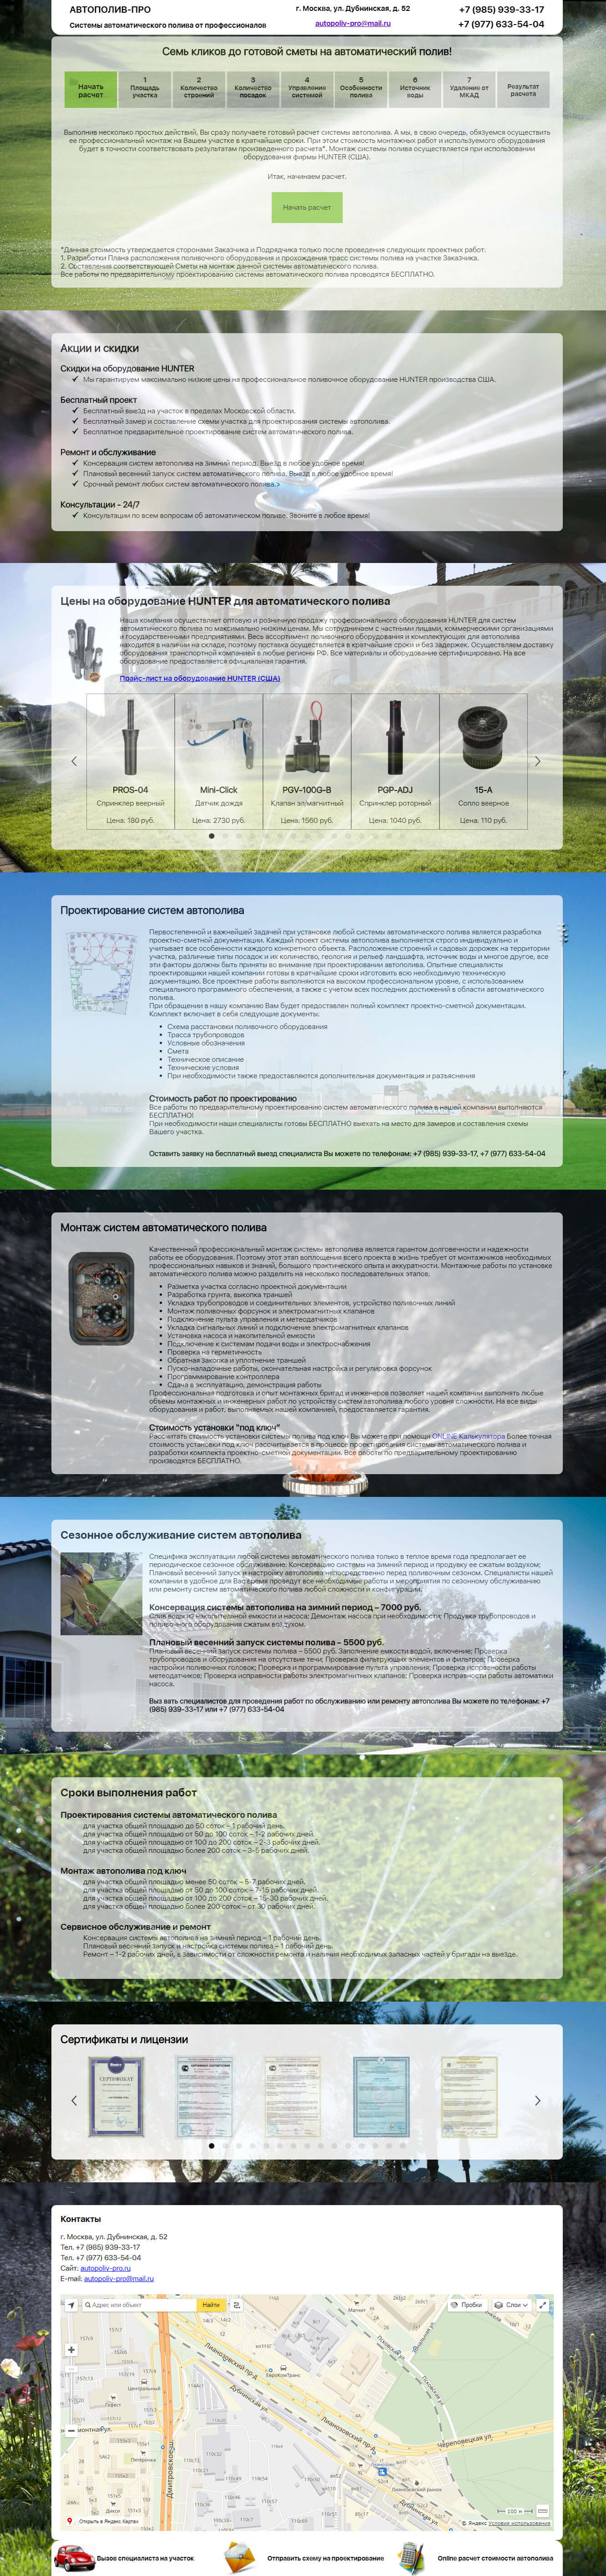 АВТОПОЛИВ-ПРО
Системы автоматического полива от профессионалов
г. Москва, ул. Дубнинская, д. 52
autopoliv-pro@mail.ru
+7 (985) 939-33-17
+7 (977) 633-54-04
Семь кликов до готовой сметы на автоматический полив!
Начать расчет
1 Площадь участка
2 Количество строений
3 Количество посадок
4 Управление системой
5 Особенности полива
6 Источник воды
7 Удаление от МКАД
Результат расчета
Выполнив несколько простых действий, Вы сразу получаете готовый расчет системы автополива. А мы, в свою очередь, обязуемся осуществить
ее профессиональный монтаж на Вашем участке в кратчайшие сроки. При этом стоимость монтажных работ и используемого оборудования
будет в точности соответствовать результатам произведенного расчета*. Монтаж системы полива осуществляется при использовании
оборудования фирмы HUNTER (США).
Итак, начинаем расчет.
Начать расчет
*Данная стоимость утверждается сторонами Заказчика и Подрядчика только после проведения следующих проектных работ:
1. Разработки Плана расположения поливочного оборудования и прохождения трасс системы полива на участке Заказчика.
2. Составления соответствующей Сметы на монтаж данной системы автоматического полива.
Все работы по предварительному проектированию системы автоматического полива проводятся БЕСПЛАТНО.
Акции и скидки
Скидки на оборудование HUNTER
Мы гарантируем максимально низкие цены на профессиональное поливочное оборудование HUNTER производства США.
Бесплатный проект
Бесплатный выезд на участок в пределах Московской области.
Бесплатный замер и составление схемы участка для проектирования системы автополива.
Бесплатное предварительное проектирование систем автоматического полива.
Ремонт и обслуживание
Консервация систем автополива на зимний период. Выезд в любое удобное время!
Плановый весенний запуск систем автоматического полива. Выезд в любое удобное время!
Срочный ремонт любых систем автоматического полива.>
Консультации - 24/7
Консультации по всем вопросам об автоматическом поливе. Звоните в любое время!
Цены на оборудование HUNTER для автоматического полива
Наша компания осуществляет оптовую и розничную продажу профессионального оборудования HUNTER для систем
автоматического полива по максимально низким ценам. Мы сотрудничаем с частными лицами, коммерческими организациями
и государственными предприятиями. Весь ассортимент поливочного оборудования и комплектующих для автополива
находится в наличии на складе, поэтому поставка осуществляется в кратчайшие сроки и без задержек. Осуществляем доставку
оборудования транспортной компанией в любые регионы РФ. Все материалы и оборудование сертифицировано. На все
оборудование предоставляется официальная гарантия.
Прайс-лист на оборудование HUNTER (США)
PROS-04
Спринклер веерный
Цена: 180 руб.
Mini-Click
Датчик дождя
Цена: 2730 руб.
PGV-100G-B
Клапан эл/магнитный
Цена: 1560 руб.
PGP-ADJ
Спринклер роторный
Цена: 1040 руб.
15-A
Сопло веерное
Цена: 110 руб.
Проектирование систем автополива
Первостепенной и важнейшей задачей при установке любой системы автоматического полива является разработка
проектно-сметной документации. Каждый проект системы автополива выполняется строго индивидуально и
учитывает все особенности каждого конкретного объекта. Расположение строений и садовых дорожек на территории
участка, различные типы посадок и их количество, геология и рельеф ландшафта, источник воды и многое другое, все
эти факторы должны быть приняты во внимание при проектировании автополива. Опытные специалисты
проектировщики нашей компании готовы в кратчайшие сроки изготовить всю необходимую техническую
документацию. Все проектные работы выполняются на высоком профессиональном уровне, с использованием
специального программного обеспечения, а также с учетом всех последних достижений в области автоматического
полива.
При обращении в нашу компанию Вам будет предоставлен полный комплект проектно-сметной документации.
Комплект включает в себя следующие документы:
Схема расстановки поливочного оборудования
Трасса трубопроводов
Условные обозначения
Смета
Техническое описание
Технические условия
При необходимости также предоставляются дополнительная документация и разъяснения
Стоимость работ по проектированию
Все работы по предварительному проектированию систем автоматического полива в нашей компании выполняются
БЕСПЛАТНО!
При необходимости наши специалисты готовы БЕСПЛАТНО выехать на место для замеров и составления схемы
Вашего участка.
Оставить заявку на бесплатный выезд специалиста Вы можете по телефонам: +7 (985) 939-33-17, +7 (977) 633-54-04
Монтаж систем автоматического полива
Качественный профессиональный монтаж системы автополива является гарантом долговечности и надежности
работы ее оборудования. Поэтому этот этап воплощения всего проекта в жизнь требует от монтажников необходимых
профессиональных навыков и знаний, большого практического опыта и аккуратности. Монтажные работы по установке
автоматического полива можно разделить на несколько последовательных этапов.
Разметка участка согласно проектной документации
Разработка грунта, выкопка траншей
Укладка трубопроводов и соединительных элементов, устройство поливочных линий
Монтаж поливочных форсунок и электромагнитных клапанов
Подключение пульта управления и метеодатчиков
Укладка сигнальных линий и подключение электромагнитных клапанов
Установка насоса и накопительной емкости
Подключение к системам подачи воды и электроснабжения
Проверка на герметичность
Обратная закопка и уплотнение траншей
Пуско-наладочные работы, окончательная настройка и регулировка форсунок
Программирование контроллера
Сдача в эксплуатацию, демонстрация работы
Профессиональная подготовка и опыт монтажных бригад и инженеров позволяет нашей компании выполнять любые
объемы монтажных и инженерных работ по устройству систем автополива любого уровня сложности. На все виды
оборудования и работ, выполняемых нашей компанией, предоставляется гарантия.
Стоимость установки "под ключ"
Рассчитать стоимость установки системы полива под ключ Вы можете при помощи ONLINE Калькулятора Более точная
стоимость установки под ключ рассчитывается в процессе проектирования системы автоматического полива и
разработки комплекта проектно-сметной документации. Все работы по предварительному проектированию
производятся БЕСПЛАТНО.
Сезонное обслуживание систем автополива
Специфика эксплуатации любой системы автоматического полива только в теплое время года предполагает ее
периодическое сезонное обслуживание. Консервацию системы на зимний период и продувку ее сжатым воздухом;
Плановый весенний запуск и настройку автополива непосредственно перед поливочным сезоном. Специалисты нашей
компании в удобное для Вас время проведут все необходимые работы и мероприятия по сезонному обслуживанию
или ремонту систем автоматического полива любой сложности и конфигурации.
Консервация системы автополива на зимний период – 7000 руб.
Слив воды из накопительной емкости и насоса; Демонтаж насоса при необходимости; Продувка трубопроводов и
поливочного оборудования сжатым воздухом.
Плановый весенний запуск системы полива – 5500 руб.
Плановый весенний запуск системы полива – 5500 руб. Заполнение емкости водой, включение; Проверка
трубопроводов и оборудования на отсутствие течи; Проверка фильтрующих элементов и фильтров; Проверка
настройки поливочных головок; Проверка и программирование пульта управления; Проверка исправности работы
метеодатчиков; Проверка исправности работы электромагнитных клапанов; Проверка исправности работы автоматики
насоса.
Выз вать специалистов для проведения работ по обслуживанию или ремонту автополива Вы можете по телефонам: +7
(985) 939-33-17 или +7 (977) 633-54-04
Сроки выполнения работ
Проектирования системы автоматического полива
для участка общей площадью до 50 соток – 1 рабочий день.
для участка общей площадью от 50 до 100 соток – 1-2 рабочих дней.
для участка общей площадью от 100 до 200 соток – 2-3 рабочих дней.
для участка общей площадью более 200 соток – 3-5 рабочих дней.
Монтаж автополива под ключ
для участка общей площадью менее 50 соток – 5-7 рабочих дней.
для участка общей площадью от 50 до 100 соток – 7-15 рабочих дней.
для участка общей площадью от 100 до 200 соток – 15-30 рабочих дней.
для участка общей площадью более 200 соток – от 30 рабочих дней.
Сервисное обслуживание и ремонт
Консервация системы автополива на зимний период – 1 рабочий день.
Плановый весенний запуск и настройка системы полива – 1 рабочий день.
Ремонт – 1-2 рабочих дней, в зависимости от сложности ремонта и наличия необходимых запасных частей у бригады на выезде.
Сертификаты и лицензии
СЕРТИФИКАТ
Контакты
г. Москва, ул. Дубнинская, д. 52
Тел. +7 (985) 939-33-17
Тел. +7 (977) 633-54-04
Сайт: autopoliv-pro.ru
E-mail: autopoliv-pro@mail.ru
Адрес или объект
Найти
Пробки
Слои
Магнит
ЕвроКомТранс
Центральный
Гефест
Пятёрочка
Дикси
Лианозовский пр-д
Дубнинская ул.
Псковская ул.
Череповецкая ул.
Дмитровское ш.
Лианозовский рынок
Открыть в Яндекс.Картах
100 м
© Яндекс Условия использования
Вызов специалиста на участок
Отправить схему на проектирование
Online расчет стоимости автополива